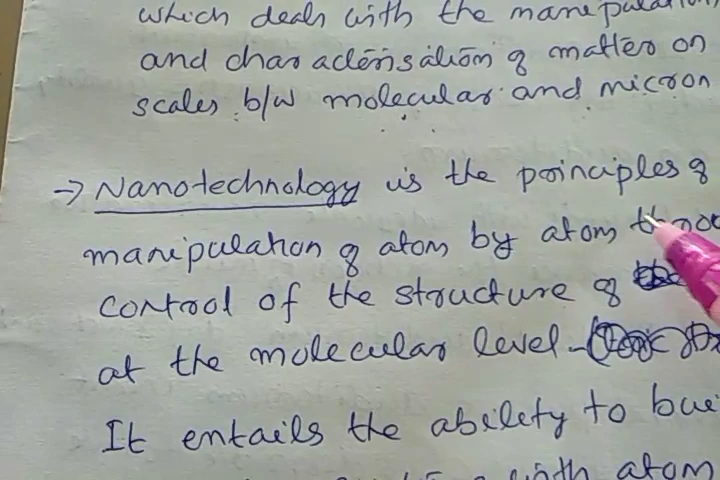 which deals with the manipulation
and characterisation of matter on
scales b/w molecular and micron
→ Nanotechnology is the principles of
manipulation of atom by atom
control of the structure of
at the molecular level
It entails the ability to
with atom